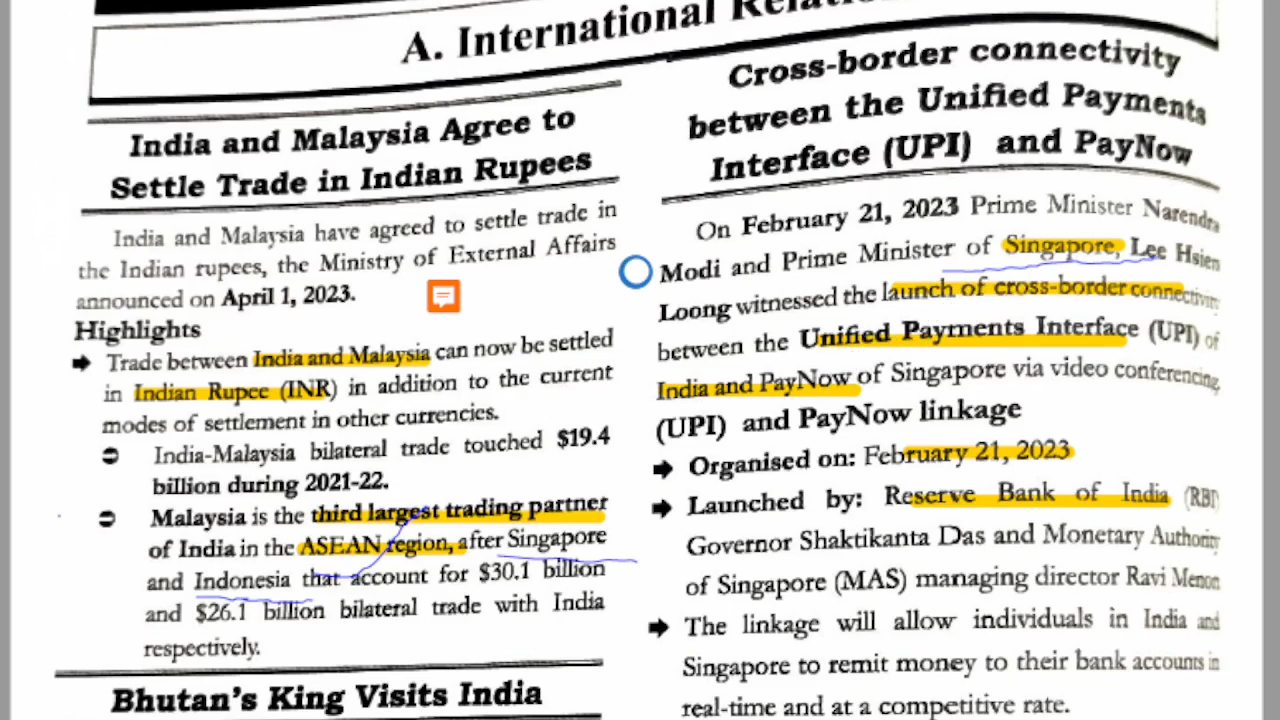 A. International Relatio
India and Malaysia Agree to
Settle Trade in Indian Rupees
India and Malaysia have agreed to settle trade in
the Indian rupees, the Ministry of External Affairs
announced on April 1, 2023.
Highlights
Trade between India and Malaysia can now be settled
in Indian Rupee (INR) in addition to the current
modes of settlement in other currencies.
India-Malaysia bilateral trade touched $19.4
billion during 2021-22.
Malaysia is the third largest trading partner
of India in the ASEAN region, after Singapore
and Indonesia that account for $30.1 billion
and $26.1 billion bilateral trade with India
respectively.
Bhutan's King Visits India
Cross-border connectivity
between the Unified Payments
Interface (UPI) and PayNow
On February 21, 2023 Prime Minister Narendra
Modi and Prime Minister of Singapore, Lee Hsien
Loong witnessed the launch of cross-border connectivity
between the Unified Payments Interface (UPI) of
India and PayNow of Singapore via video conferencing
(UPI) and PayNow linkage
Organised on: February 21, 2023
Launched by: Reserve Bank of India (RBI)
Governor Shaktikanta Das and Monetary Authority
of Singapore (MAS) managing director Ravi Menon
The linkage will allow individuals in India and
Singapore to remit money to their bank accounts in
real-time and at a competitive rate.